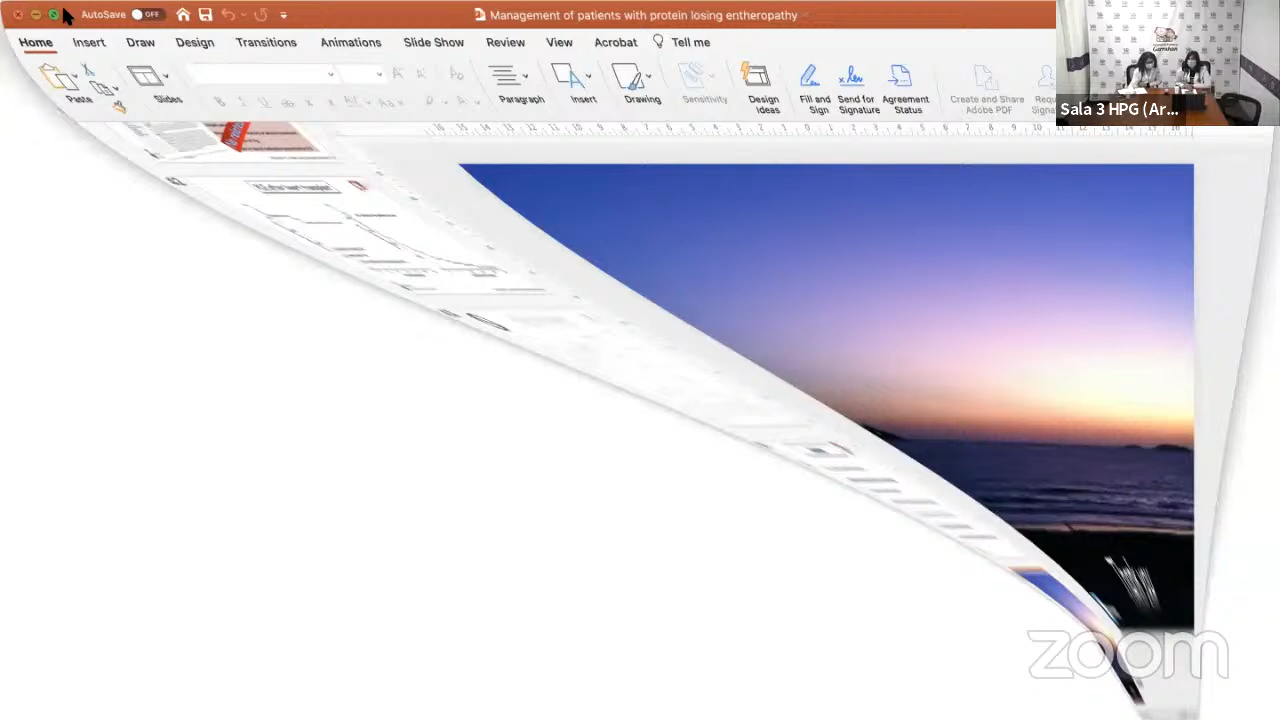 AutoSave OFF Management of patients with protein losing entheropathy
Home Insert Draw Design Transitions Animations Slide Show Review View Acrobat Tell me
Paste Slides Paragraph Insert Drawing Sensitivity Design Ideas Fill and Sign Send for Signature Agreement Status Create and Share Adobe PDF
Sala 3 HPG (Ar...
zoom